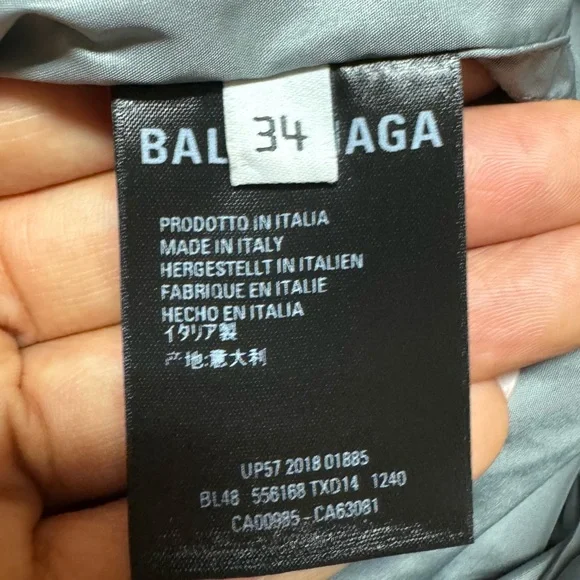 34
BAL AGA
PRODOTTO IN ITALIA
MADE IN ITALY
HERGESTELLT IN ITALIEN
FABRIQUE EN ITALIE
HECHO EN ITALIA
イタリア製
产地:意大利
UP57 2018 01885
BL48 556168 TXD14 1240
CA00985 - CA63081